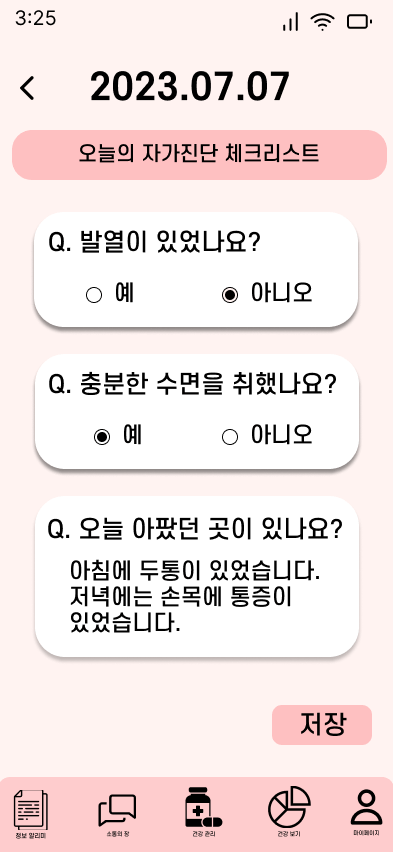 3:25
2023.07.07
오늘의 자가진단 체크리스트
Q. 발열이 있었나요?
예 아니오
Q. 충분한 수면을 취했나요?
예 아니오
Q. 오늘 아팠던 곳이 있나요?
아침에 두통이 있었습니다.
저녁에는 손목에 통증이
있었습니다.
저장
정보 알리미 소통의 장 건강 관리 건강 보기 마이페이지